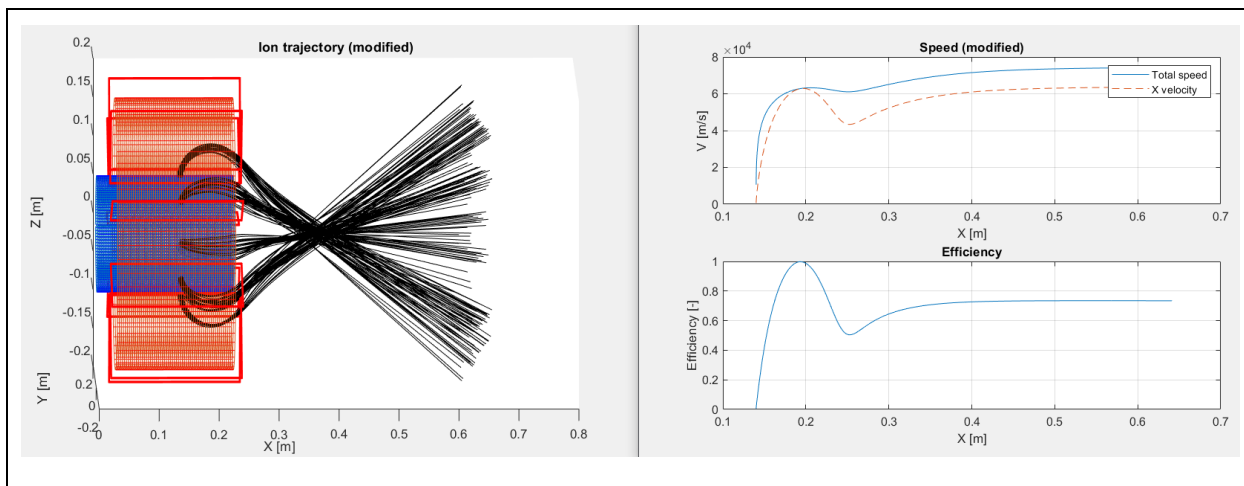 Ion trajectory (modified)
0.2
0.15
0.1
0.05
0
-0.05
-0.1
-0.15
-0.2
Z [m]
0.2
0
-0.2
Y [m]
0 0.1 0.2 0.3 0.4 0.5 0.6 0.7 0.8
X [m]
Speed (modified)
×10⁴
8
6
4
2
0
V [m/s]
Total speed
X velocity
0.1 0.2 0.3 0.4 0.5 0.6 0.7
X [m]
Efficiency
1
0.8
0.6
0.4
0.2
0
Efficiency [-]
0.1 0.2 0.3 0.4 0.5 0.6 0.7
X [m]